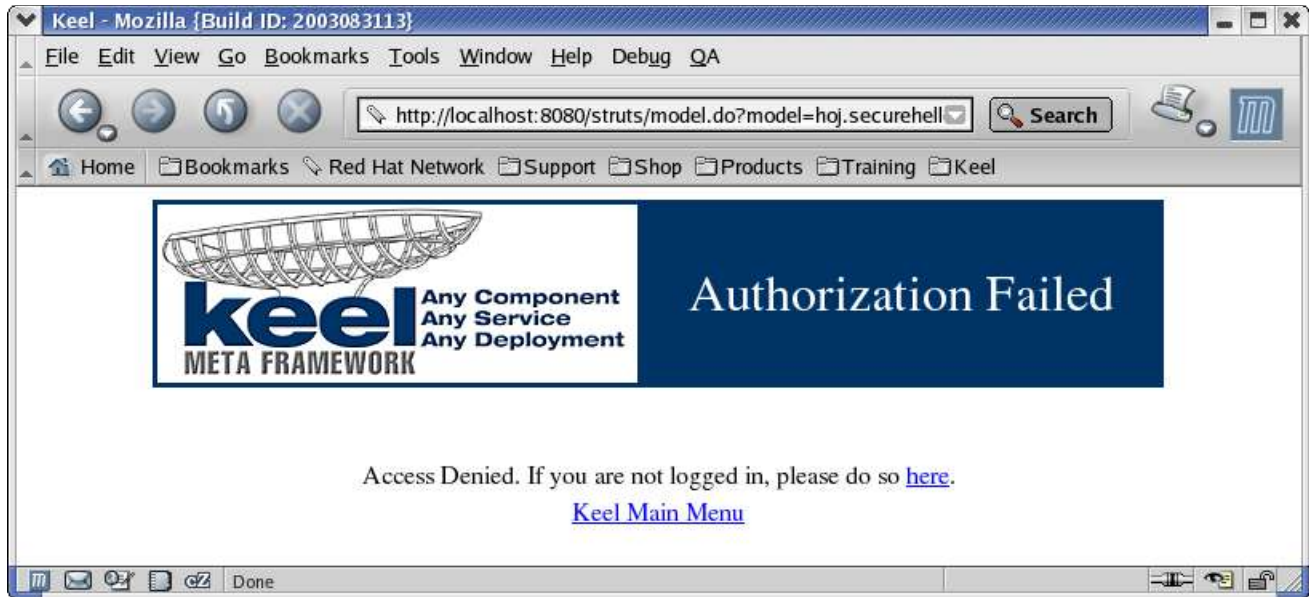 Keel - Mozilla {Build ID: 2003083113}
File Edit View Go Bookmarks Tools Window Help Debug QA
http://localhost:8080/struts/model.do?model=hoj.securehell
Search
Home Bookmarks Red Hat Network Support Shop Products Training Keel
keel
META FRAMEWORK
Any Component
Any Service
Any Deployment
Authorization Failed
Access Denied. If you are not logged in, please do so here.
Keel Main Menu
Done